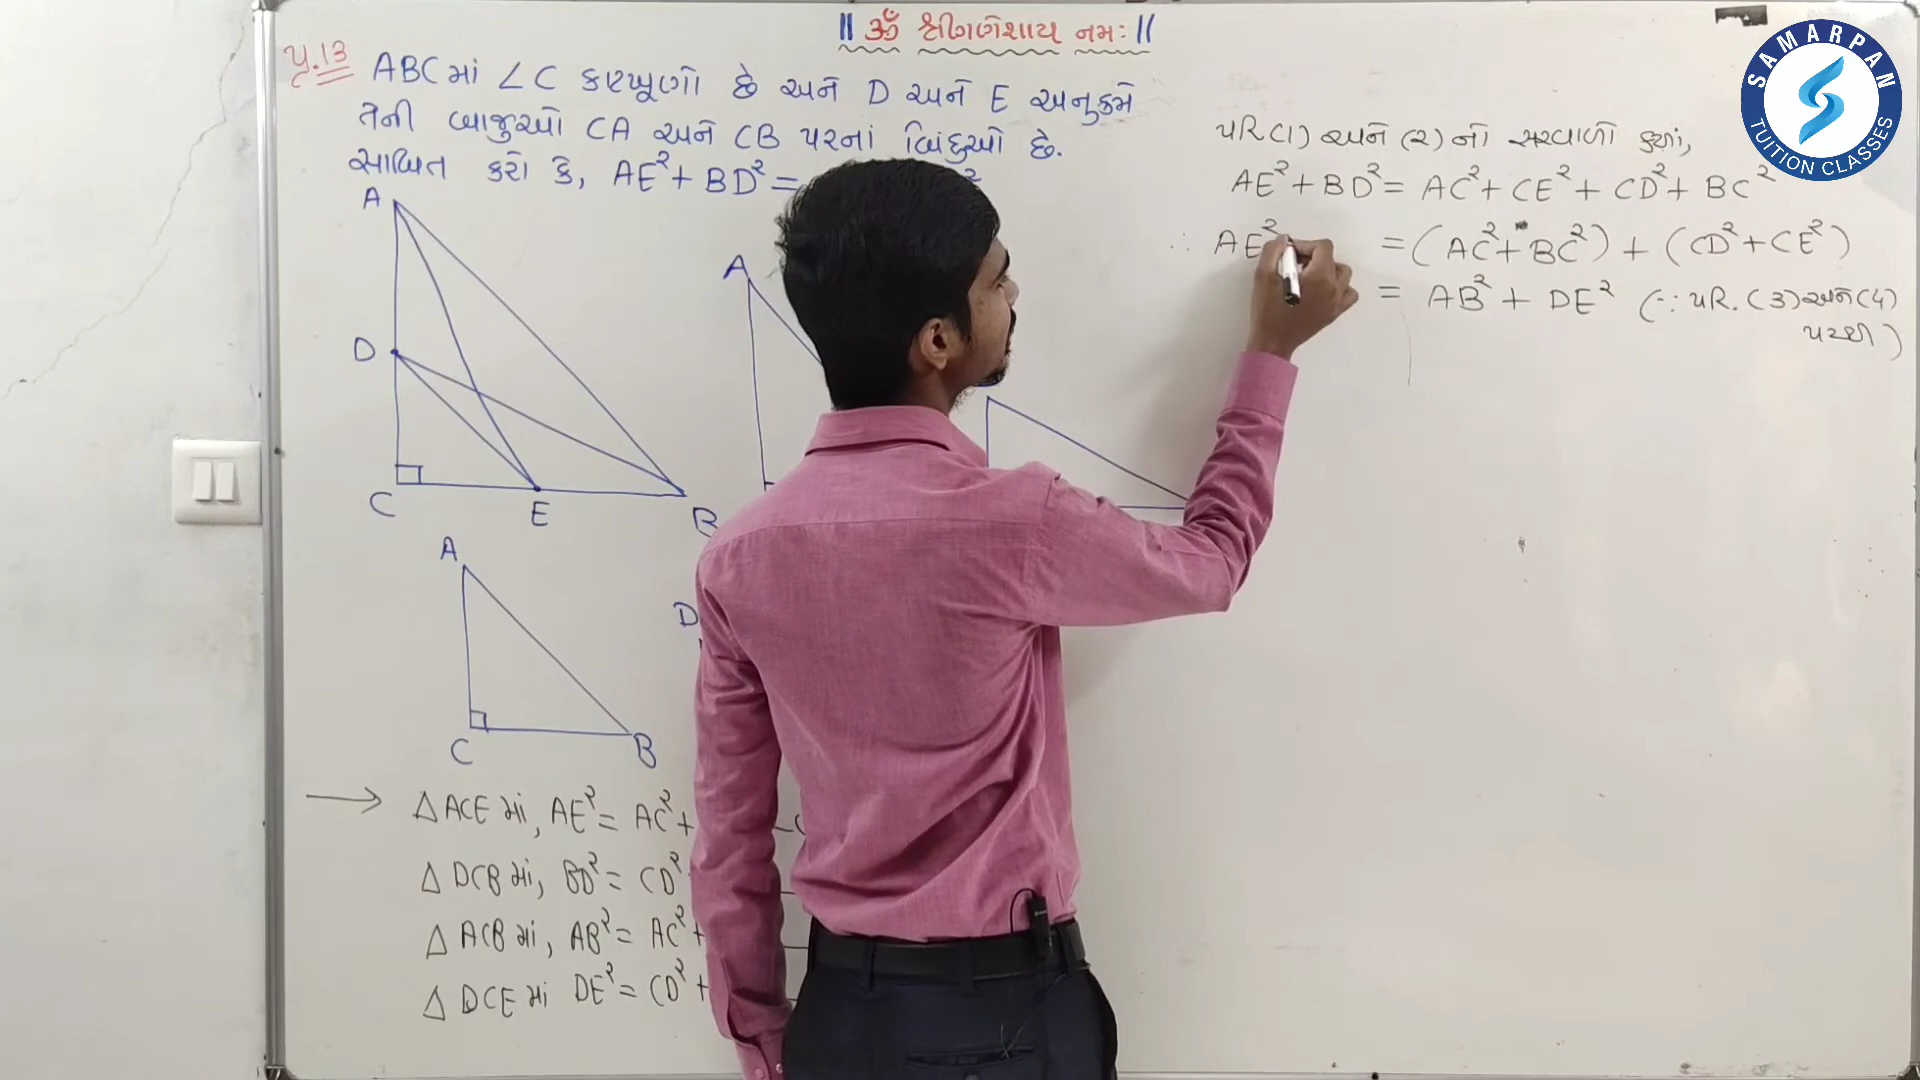 || ૐ શ્રી ગણેશાય નમઃ ||
પ્ર.13 ABC માં ∠C કાટખૂણો છે અને D અને E અનુક્રમે
તેની બાજુઓ CA અને CB પરનાં બિંદુઓ છે.
સાબિત કરો કે, AE² + BD² =
A
D
C
E
B
A
A
C
B
D
→ △ ACE માં, AE² = AC² +
△ DCB માં, BD² = CD²
△ ACB માં, AB² = AC² +
△ DCE માં DE² = CD² +
પરિ (1) અને (૨) નો સરવાળો કરતાં,
AE² + BD² = AC² + CE² + CD² + BC²
∴ AE² = (AC² + BC²) + (CD² + CE²)
= AB² + DE² (∵ પરિ. (3) અને (4)
પરથી)
SAMARPAN
TUITION CLASSES